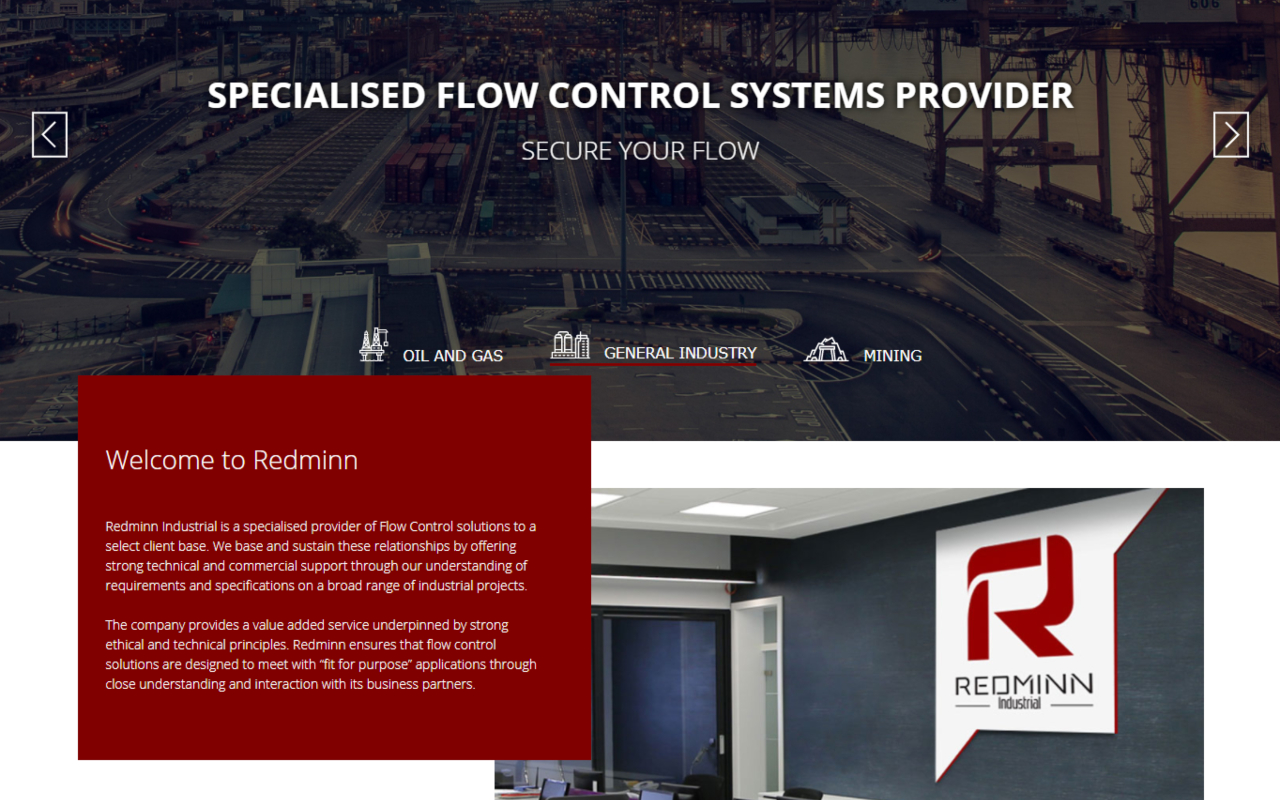 606
SPECIALISED FLOW CONTROL SYSTEMS PROVIDER
SECURE YOUR FLOW
OIL AND GAS
GENERAL INDUSTRY
MINING
Welcome to Redminn
Redminn Industrial is a specialised provider of Flow Control solutions to a
select client base. We base and sustain these relationships by offering
strong technical and commercial support through our understanding of
requirements and specifications on a broad range of industrial projects.
The company provides a value added service underpinned by strong
ethical and technical principles. Redminn ensures that flow control
solutions are designed to meet with “fit for purpose” applications through
close understanding and interaction with its business partners.
R
REDMINN
Industrial